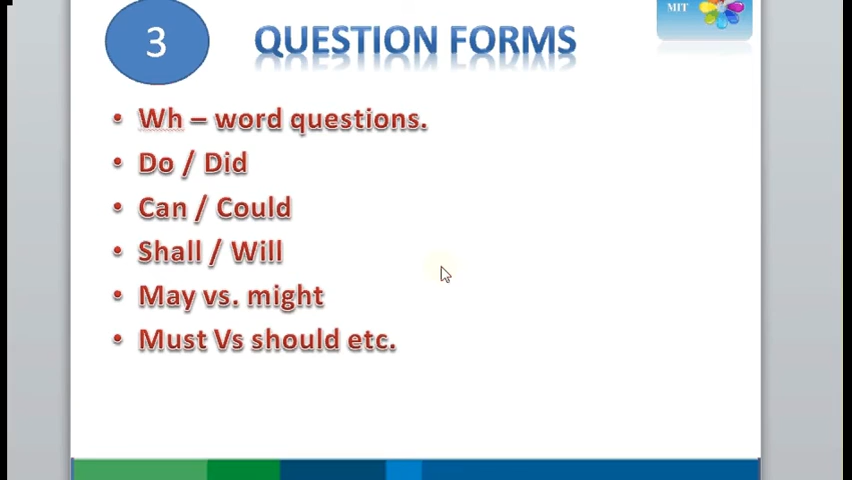 3
QUESTION FORMS
MIT
• Wh – word questions.
• Do / Did
• Can / Could
• Shall / Will
• May vs. might
• Must Vs should etc.